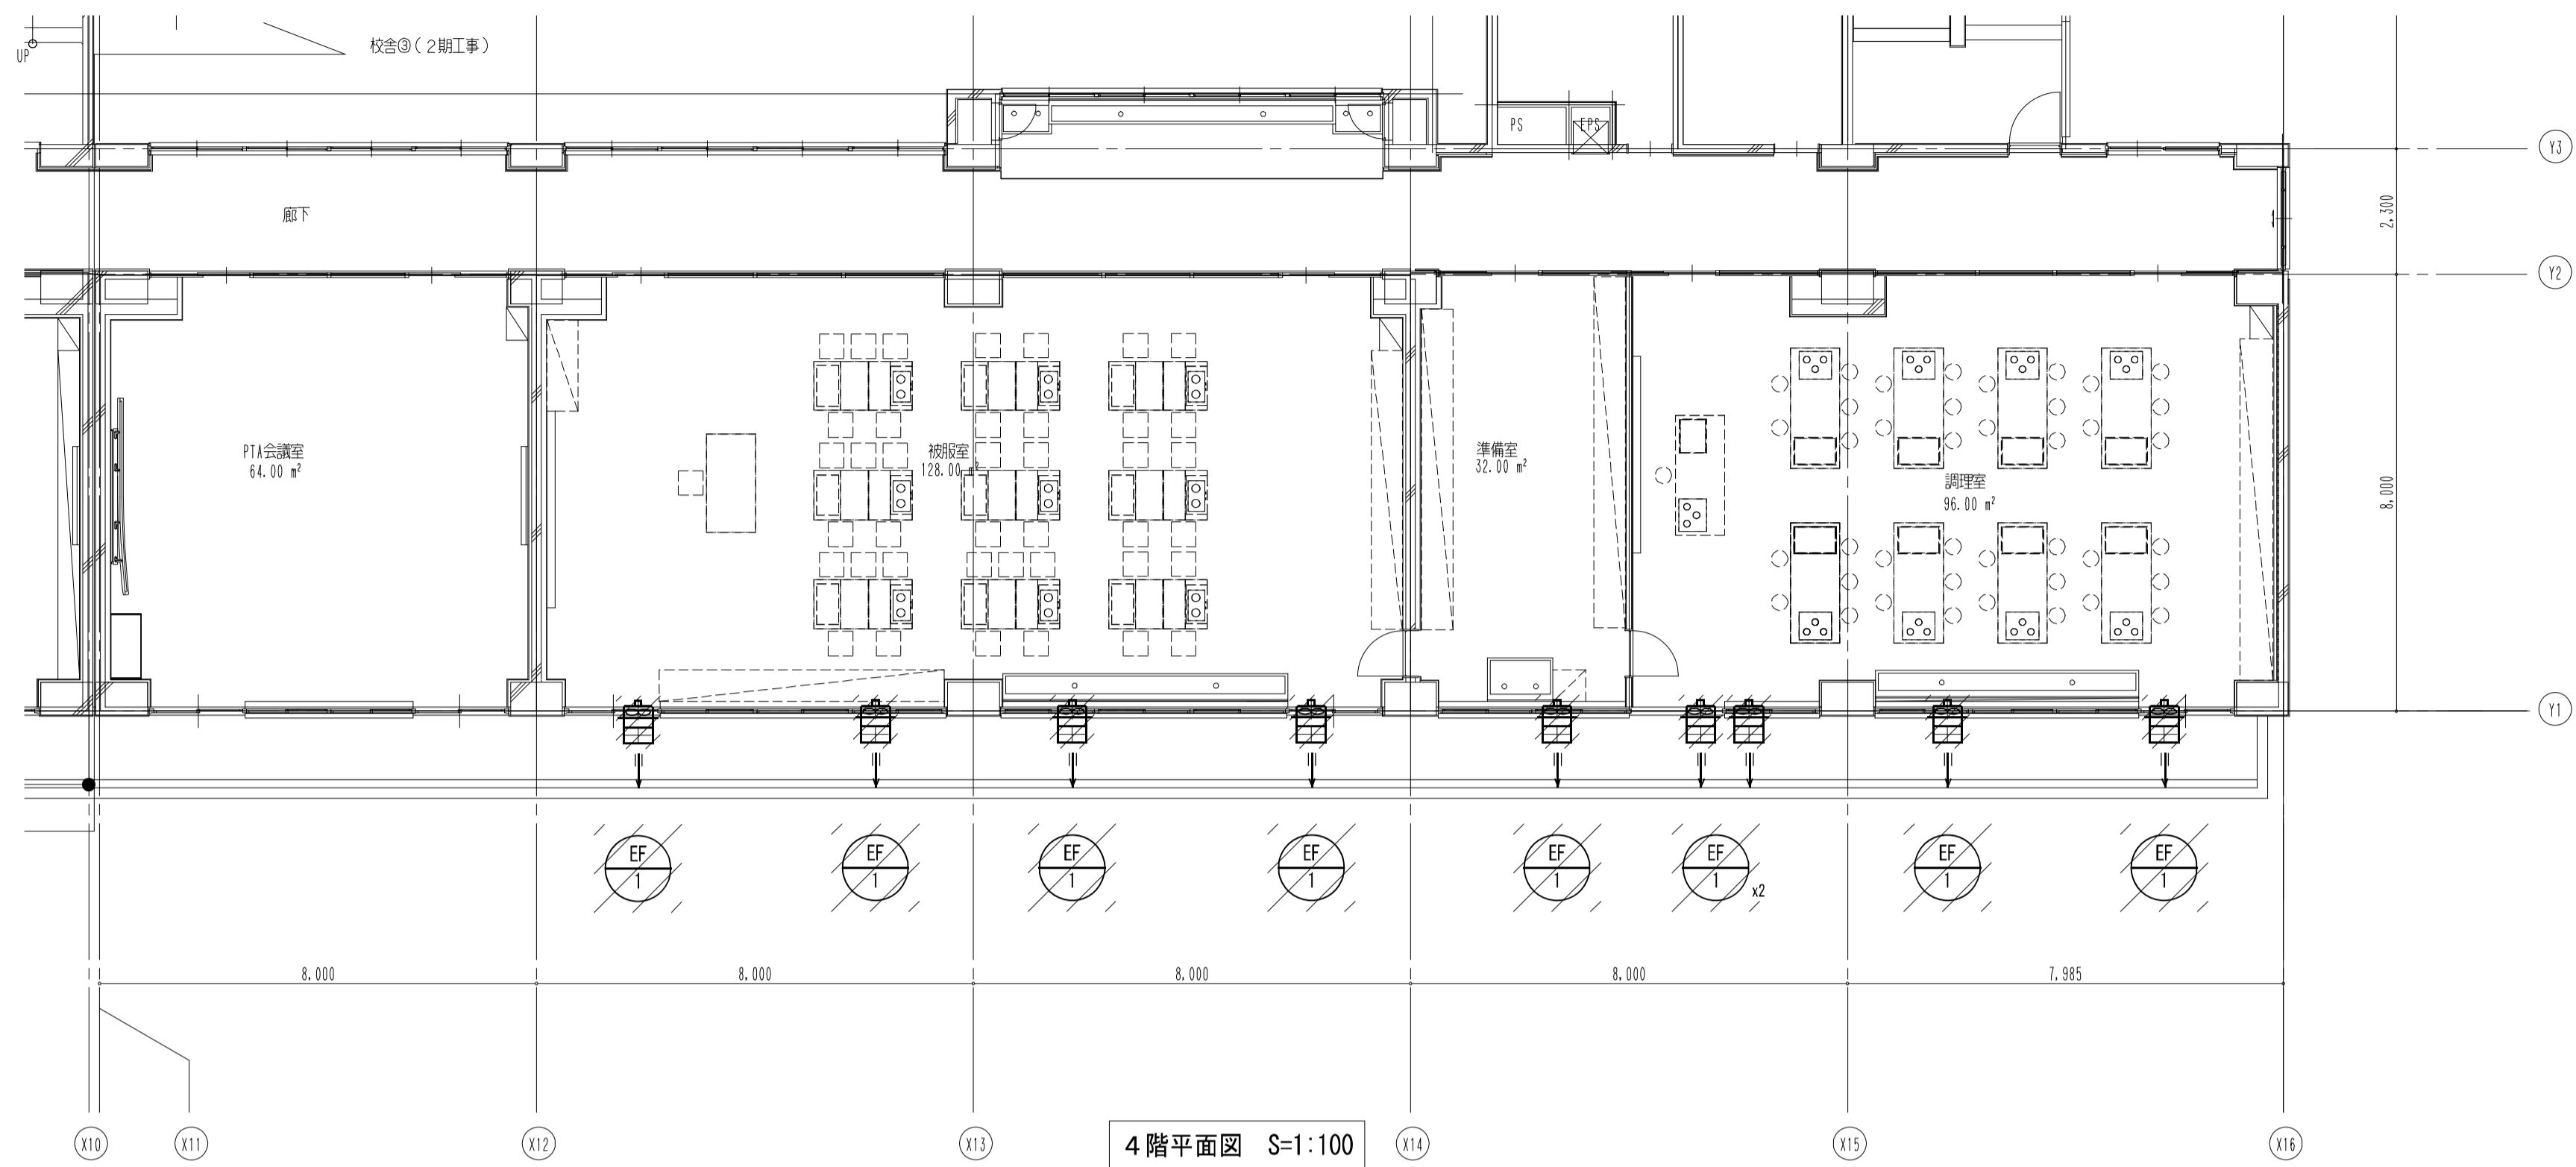 UP
校舎③(2期工事)
PS
EPS
Y3
廊下
2,300
Y2
PTA会議室
64.00 m²
被服室
128.00 m²
準備室
32.00 m²
調理室
96.00 m²
8,000
Y1
EF
1
EF
1
EF
1
EF
1
EF
1
EF
1
x2
EF
1
EF
1
8,000
8,000
8,000
8,000
7,985
X10
X11
X12
X13
X14
X15
X16
4階平面図 S=1:100